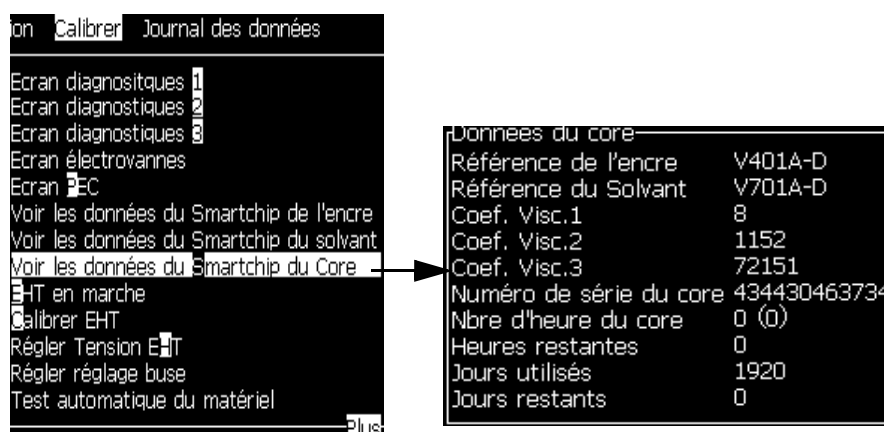 ion Calibrer Journal des données
Ecran diagnositques 1
Ecran diagnostiques 2
Ecran diagnostiques 3
Ecran électrovannes
Ecran PEC
Voir les données du Smartchip de l'encre
Voir les données du Smartchip du solvant
Voir les données du Smartchip du Core
EHT en marche
Calibrer EHT
Régler Tension EHT
Régler réglage buse
Test automatique du matériel
Plus
Données du core
Référence de l'encre V401A-D
Référence du Solvant V701A-D
Coef. Visc.1 8
Coef. Visc.2 1152
Coef. Visc.3 72151
Numéro de série du core 434430463734
Nbre d'heure du core 0 (0)
Heures restantes 0
Jours utilisés 1920
Jours restants 0